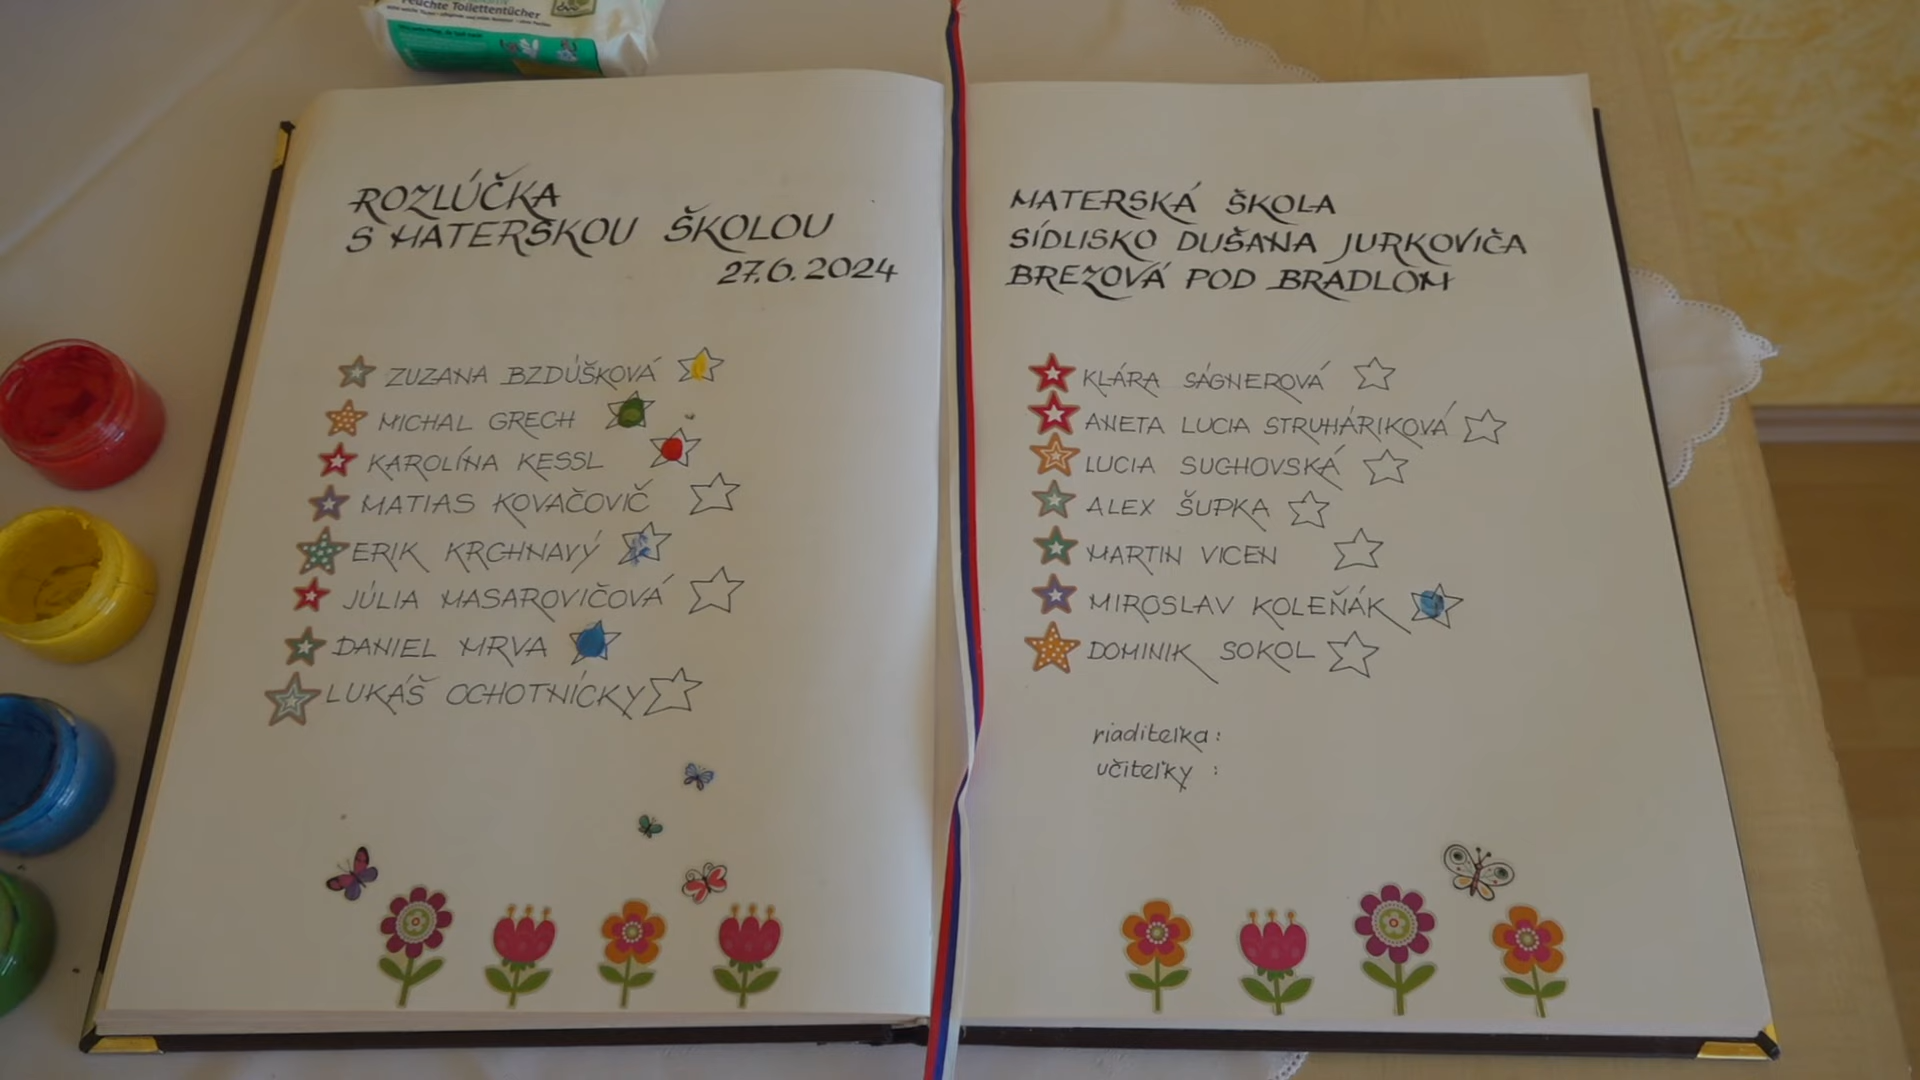 Feuchte Toilettentücher
ROZLÚČKA
S MATERSKOU ŠKOLOU
27.6.2024
ZUZANA BZDÚŠKOVÁ
MICHAL GRECH
KAROLÍNA KESSL
MATIAS KOVAČOVIČ
ERIK KRCHNAVÝ
JÚLIA MASAROVIČOVÁ
DANIEL MRVA
LUKÁŠ OCHOTNÍCKY
MATERSKÁ ŠKOLA
SÍDLISKO DUŠANA JURKOVIČA
BREZOVÁ POD BRADLOM
KLÁRA SÁGNEROVÁ
ANETA LUCIA STRUHÁRIKOVÁ
LUCIA SUCHOVSKÁ
ALEX ŠUPKA
MARTIN VICEN
MIROSLAV KOLEŇÁK
DOMINIK SOKOL
riaditeľka:
učiteľky :